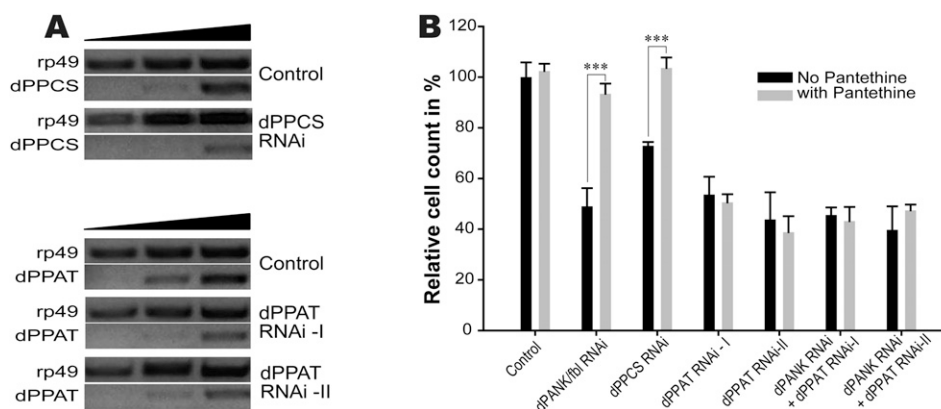 A
rp49
dPPCS
Control
rp49
dPPCS
dPPCS
RNAi
rp49
dPPAT
Control
rp49
dPPAT
dPPAT
RNAi -I
rp49
dPPAT
dPPAT
RNAi -II
B
Relative cell count in %
120
100
80
60
40
20
0
***
***
No Pantethine
with Pantethine
Control
dPANK/fbl RNAi
dPPCS RNAi
dPPAT RNAi - I
dPPAT RNAi-II
dPANK RNAi
+ dPPAT RNAi-I
dPANK RNAi
+ dPPAT RNAi-II